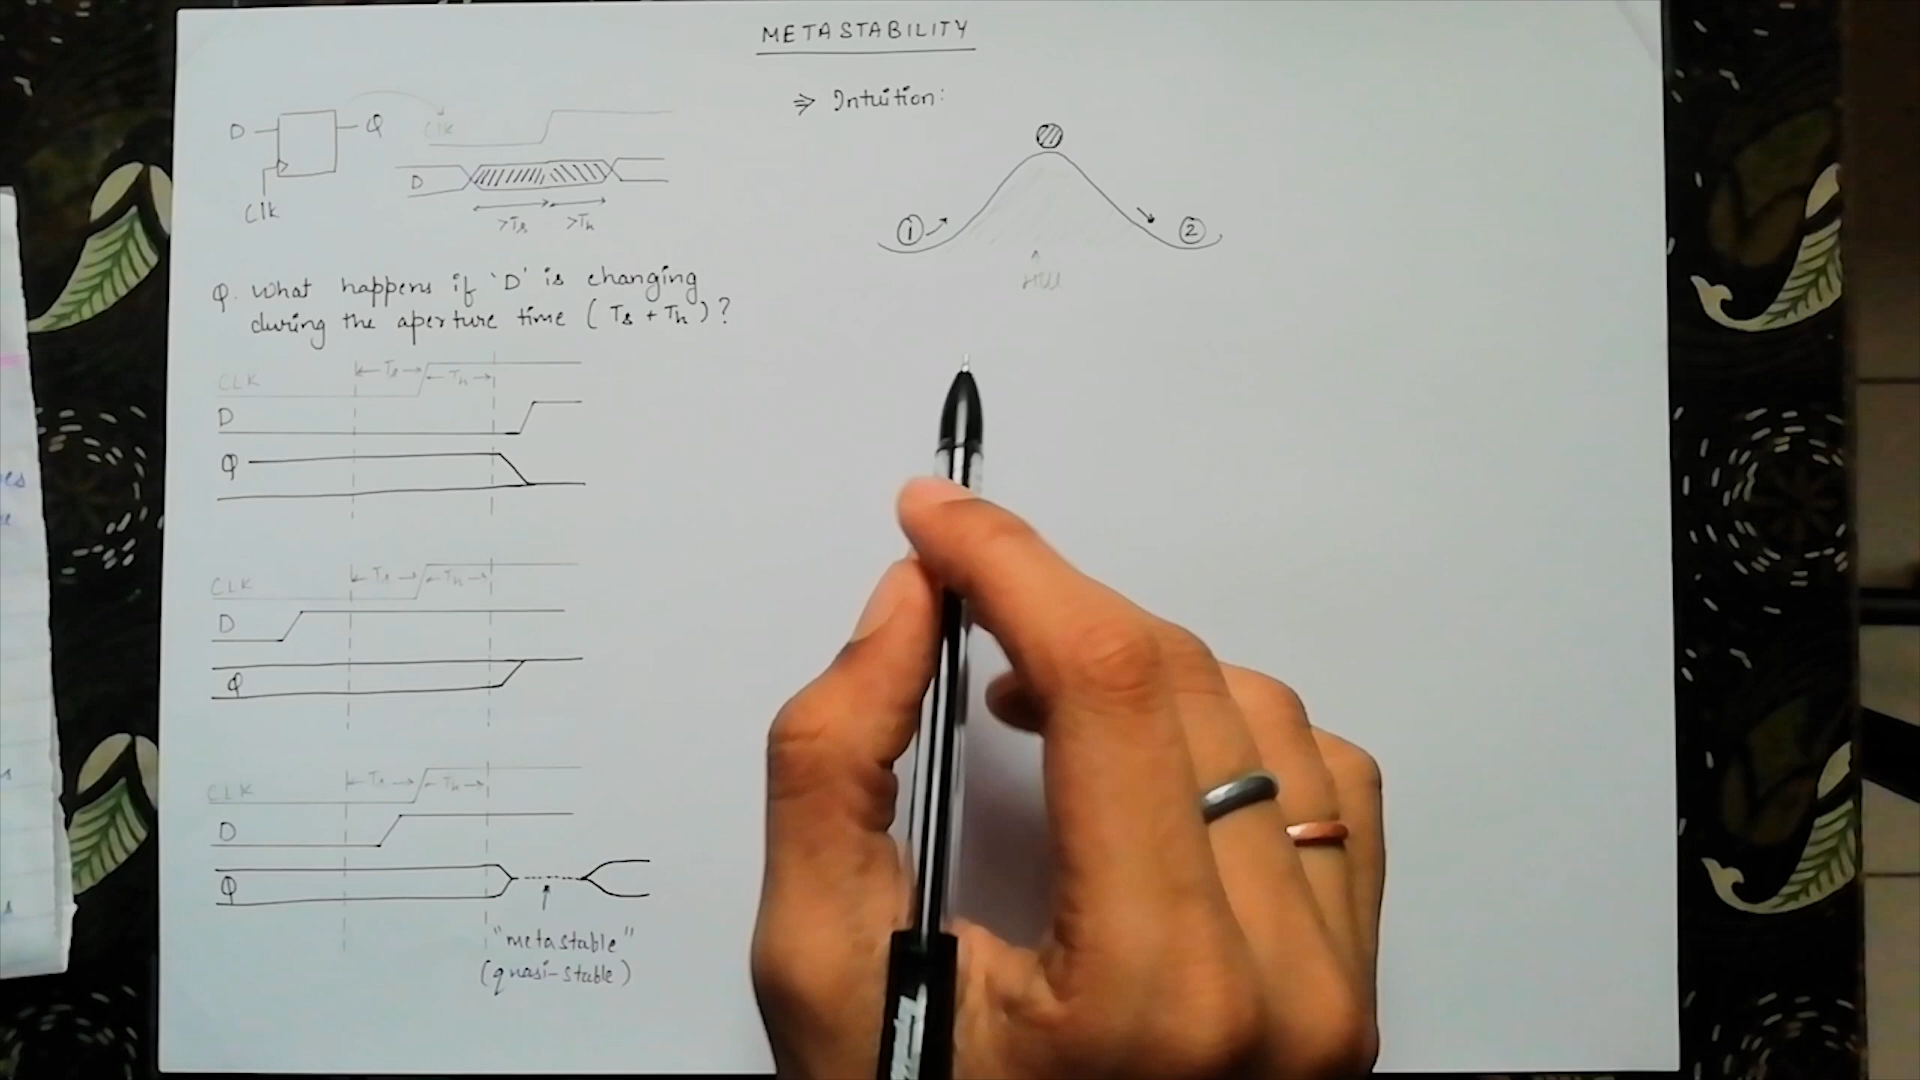 METASTABILITY
D
Q
Clk
Clk
D
>Ts
>Th
Q. What happens if 'D' is changing
during the aperture time (Ts + Th)?
Ts
Th
CLK
D
Q
Ts
Th
CLK
D
Q
Ts
Th
CLK
D
Q
"metastable"
(quasi-stable)
⇒ Intuition:
1
2
Hill